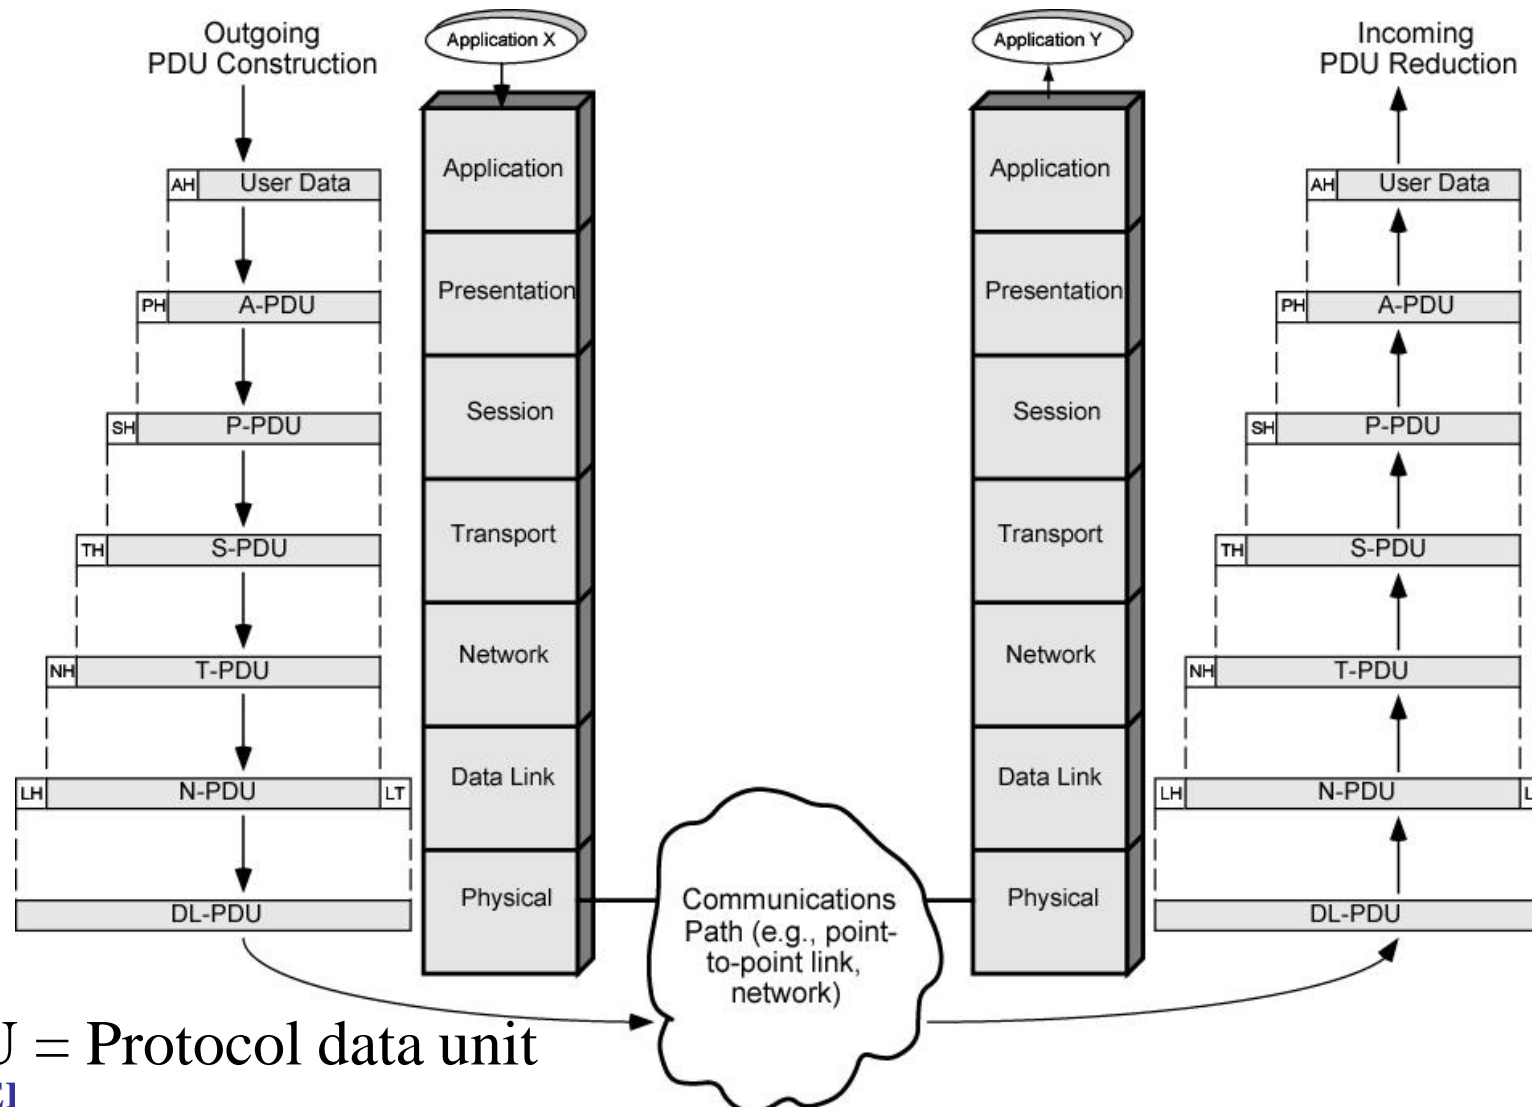 Outgoing
PDU Construction
Application X
Application Y
Incoming
PDU Reduction
AH User Data
Application
Application
AH User Data
PH A-PDU
Presentation
Presentation
PH A-PDU
SH P-PDU
Session
Session
SH P-PDU
TH S-PDU
Transport
Transport
TH S-PDU
NH T-PDU
Network
Network
NH T-PDU
LH N-PDU LT
Data Link
Data Link
LH N-PDU
DL-PDU
Physical
Communications
Path (e.g., point-
to-point link,
network)
Physical
DL-PDU
U = Protocol data unit